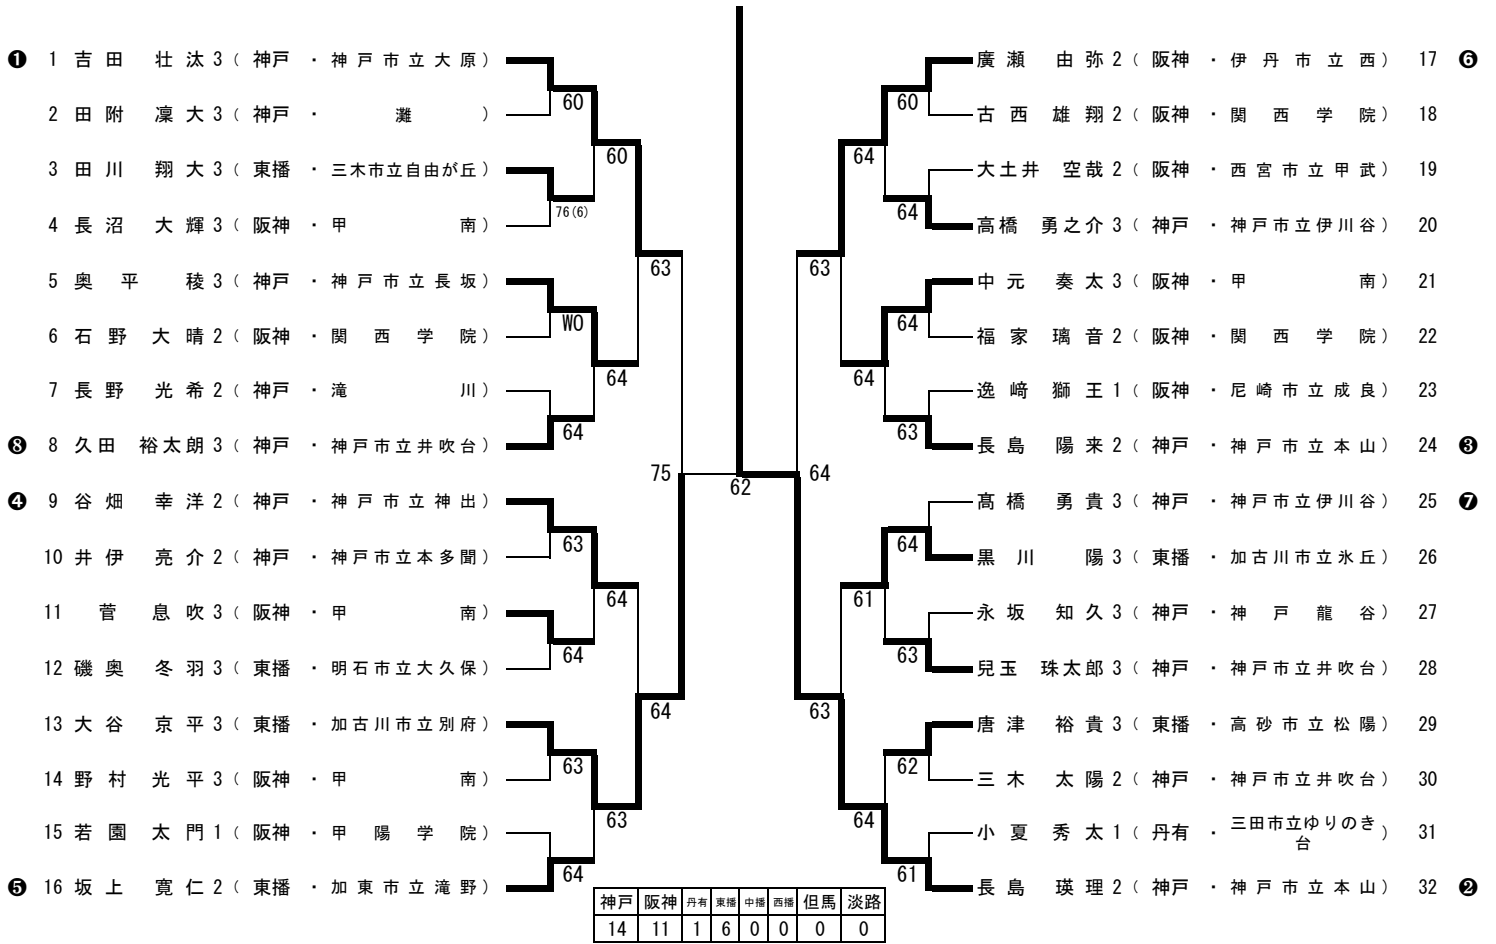 ❶ 1 吉田 壮汰 3 ( 神戸 ・ 神戸市立大原 )
2 田附 凜大 3 ( 神戸 ・ 灘 )
3 田川 翔大 3 ( 東播 ・ 三木市立自由が丘 )
4 長沼 大輝 3 ( 阪神 ・ 甲南 )
5 奥平 稜 3 ( 神戸 ・ 神戸市立長坂 )
6 石野 大晴 2 ( 阪神 ・ 関西学院 )
7 長野 光希 2 ( 神戸 ・ 滝川 )
❽ 8 久田 裕太朗 3 ( 神戸 ・ 神戸市立井吹台 )
❹ 9 谷畑 幸洋 2 ( 神戸 ・ 神戸市立神出 )
10 井伊 亮介 2 ( 神戸 ・ 神戸市立本多聞 )
11 菅 息吹 3 ( 阪神 ・ 甲南 )
12 磯奥 冬羽 3 ( 東播 ・ 明石市立大久保 )
13 大谷 京平 3 ( 東播 ・ 加古川市立別府 )
14 野村 光平 3 ( 阪神 ・ 甲南 )
15 若園 太門 1 ( 阪神 ・ 甲陽学院 )
❺ 16 坂上 寛仁 2 ( 東播 ・ 加東市立滝野 )
60
76(6)
WO
64
63
64
63
64
60
64
64
63
63
64
75
62
64
63
63
64
64
61
64
60
64
64
63
64
63
62
61
廣瀬 由弥 2 ( 阪神 ・ 伊丹市立西 ) 17 ❻
古西 雄翔 2 ( 阪神 ・ 関西学院 ) 18
大土井 空哉 2 ( 阪神 ・ 西宮市立甲武 ) 19
高橋 勇之介 3 ( 神戸 ・ 神戸市立伊川谷 ) 20
中元 奏太 3 ( 阪神 ・ 甲南 ) 21
福家 璃音 2 ( 阪神 ・ 関西学院 ) 22
逸﨑 獅王 1 ( 阪神 ・ 尼崎市立成良 ) 23
長島 陽来 2 ( 神戸 ・ 神戸市立本山 ) 24 ❸
髙橋 勇貴 3 ( 神戸 ・ 神戸市立伊川谷 ) 25 ❼
黒川 陽 3 ( 東播 ・ 加古川市立氷丘 ) 26
永坂 知久 3 ( 神戸 ・ 神戸龍谷 ) 27
兒玉 珠太郎 3 ( 神戸 ・ 神戸市立井吹台 ) 28
唐津 裕貴 3 ( 東播 ・ 高砂市立松陽 ) 29
三木 太陽 2 ( 神戸 ・ 神戸市立井吹台 ) 30
小夏 秀太 1 ( 丹有 ・ 三田市立ゆりのき台 ) 31
長島 瑛理 2 ( 神戸 ・ 神戸市立本山 ) 32 ❷
神戸 阪神 丹有 東播 中播 西播 但馬 淡路
14 11 1 6 0 0 0 0